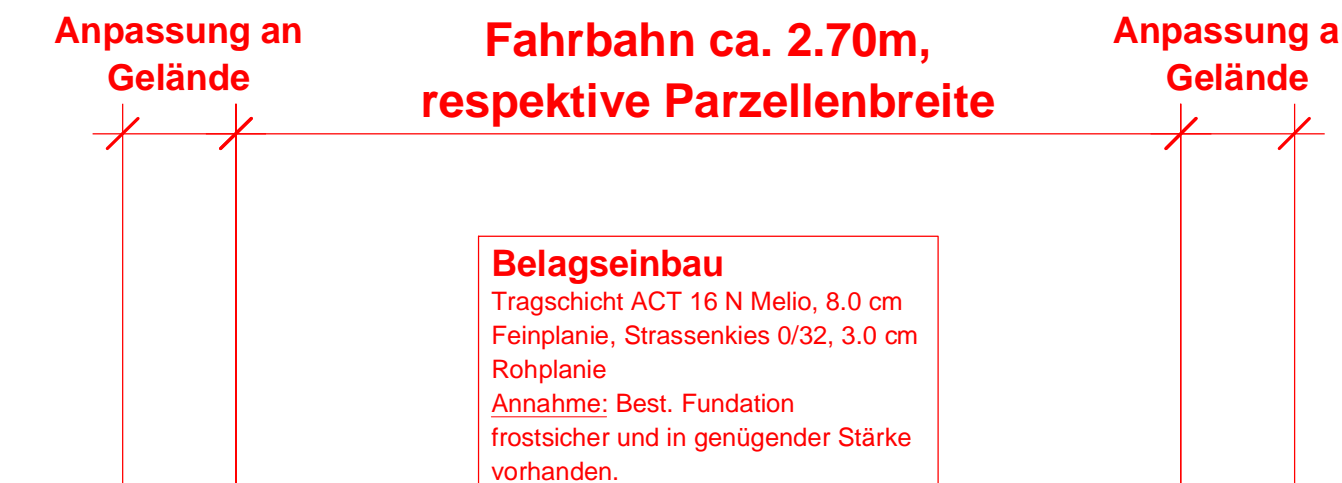 Anpassung an
Gelände
Fahrbahn ca. 2.70m,
respektive Parzellenbreite
Anpassung a
Gelände
Belagseinbau
Tragschicht ACT 16 N Melio, 8.0 cm
Feinplanie, Strassenkies 0/32, 3.0 cm
Rohplanie
Annahme: Best. Fundation
frostsicher und in genügender Stärke
vorhanden.